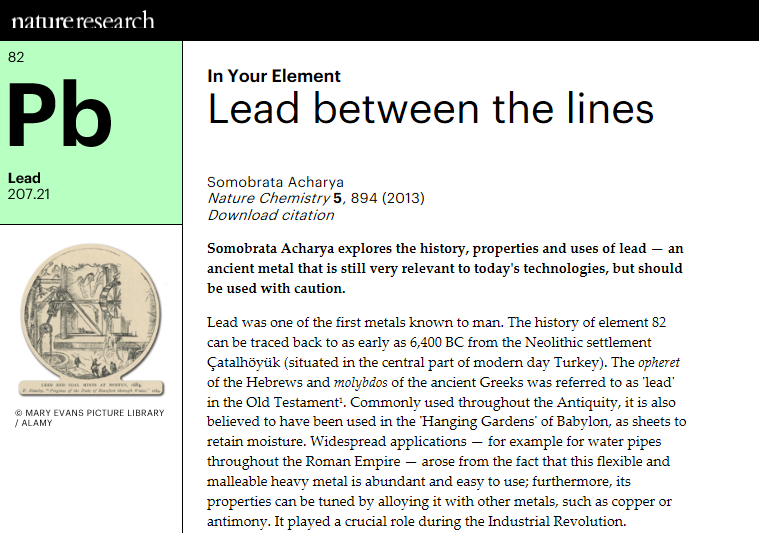 nature research
82
Pb
Lead
207.21
In Your Element
Lead between the lines
Somobrata Acharya
Nature Chemistry 5, 894 (2013)
Download citation
Somobrata Acharya explores the history, properties and uses of lead — an
ancient metal that is still very relevant to today's technologies, but should
be used with caution.
Lead was one of the first metals known to man. The history of element 82
can be traced back to as early as 6,400 BC from the Neolithic settlement
Çatalhöyük (situated in the central part of modern day Turkey). The opheret
of the Hebrews and molybdos of the ancient Greeks was referred to as 'lead'
in the Old Testament¹. Commonly used throughout the Antiquity, it is also
believed to have been used in the 'Hanging Gardens' of Babylon, as sheets to
retain moisture. Widespread applications — for example for water pipes
throughout the Roman Empire — arose from the fact that this flexible and
malleable heavy metal is abundant and easy to use; furthermore, its
properties can be tuned by alloying it with other metals, such as copper or
antimony. It played a crucial role during the Industrial Revolution.
LEAD AND COAL MINES AT
© MARY EVANS PICTURE LIBRARY
/ ALAMY